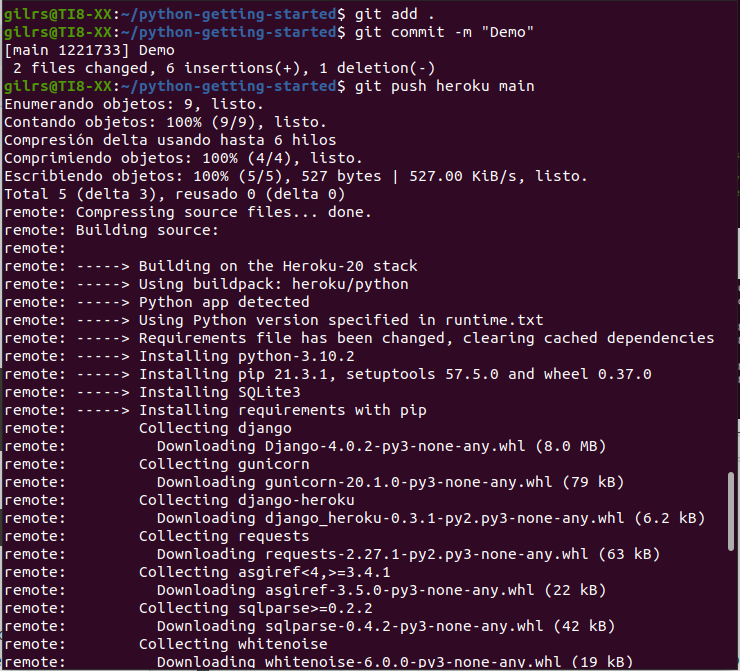 gilrs@TI8-XX:~/python-getting-started$ git add .
gilrs@TI8-XX:~/python-getting-started$ git commit -m "Demo"
[main 1221733] Demo
 2 files changed, 6 insertions(+), 1 deletion(-)
gilrs@TI8-XX:~/python-getting-started$ git push heroku main
Enumerando objetos: 9, listo.
Contando objetos: 100% (9/9), listo.
Compresión delta usando hasta 6 hilos
Comprimiendo objetos: 100% (4/4), listo.
Escribiendo objetos: 100% (5/5), 527 bytes | 527.00 KiB/s, listo.
Total 5 (delta 3), reusado 0 (delta 0)
remote: Compressing source files... done.
remote: Building source:
remote:
remote: -----> Building on the Heroku-20 stack
remote: -----> Using buildpack: heroku/python
remote: -----> Python app detected
remote: -----> Using Python version specified in runtime.txt
remote: -----> Requirements file has been changed, clearing cached dependencies
remote: -----> Installing python-3.10.2
remote: -----> Installing pip 21.3.1, setuptools 57.5.0 and wheel 0.37.0
remote: -----> Installing SQLite3
remote: -----> Installing requirements with pip
remote:        Collecting django
remote:          Downloading Django-4.0.2-py3-none-any.whl (8.0 MB)
remote:        Collecting gunicorn
remote:          Downloading gunicorn-20.1.0-py3-none-any.whl (79 kB)
remote:        Collecting django-heroku
remote:          Downloading django_heroku-0.3.1-py2.py3-none-any.whl (6.2 kB)
remote:        Collecting requests
remote:          Downloading requests-2.27.1-py2.py3-none-any.whl (63 kB)
remote:        Collecting asgiref<4,>=3.4.1
remote:          Downloading asgiref-3.5.0-py3-none-any.whl (22 kB)
remote:        Collecting sqlparse>=0.2.2
remote:          Downloading sqlparse-0.4.2-py3-none-any.whl (42 kB)
remote:        Collecting whitenoise
remote:          Downloading whitenoise-6.0.0-py3-none-any.whl (19 kB)